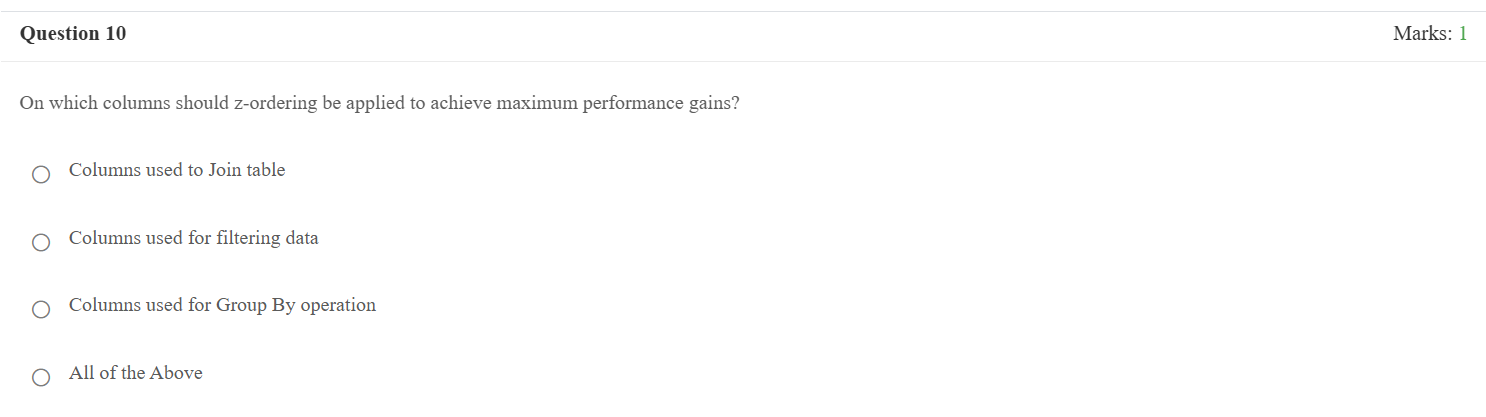 Question 10
Marks: 1
On which columns should z-ordering be applied to achieve maximum performance gains?
Columns used to Join table
Columns used for filtering data
Columns used for Group By operation
All of the Above